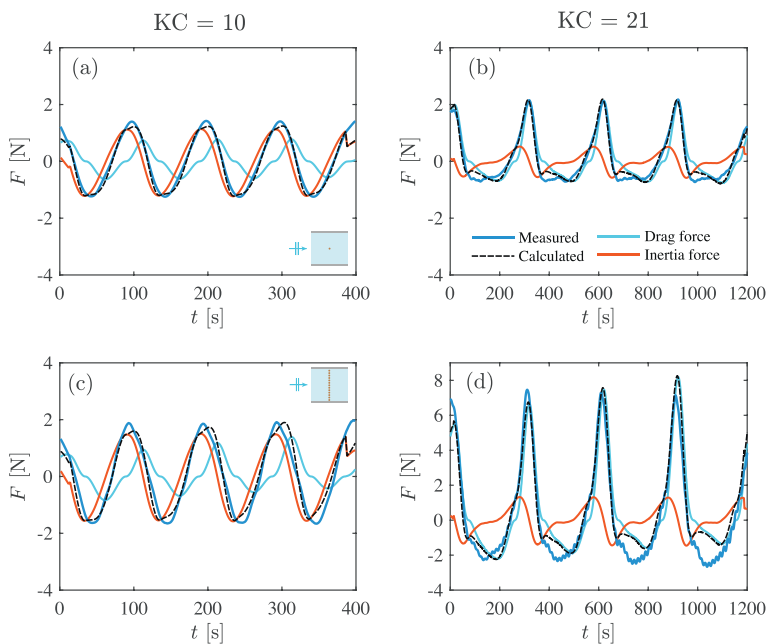 KC = 10
KC = 21
(a)
(b)
F [N]
4
2
0
-2
-4
0 100 200 300 400
t [s]
F [N]
4
2
0
-2
-4
0 200 400 600 800 1000 1200
t [s]
Measured
Calculated
Drag force
Inertia force
(c)
(d)
F [N]
4
2
0
-2
-4
0 100 200 300 400
t [s]
F [N]
8
6
4
2
0
-2
-4
0 200 400 600 800 1000 1200
t [s]